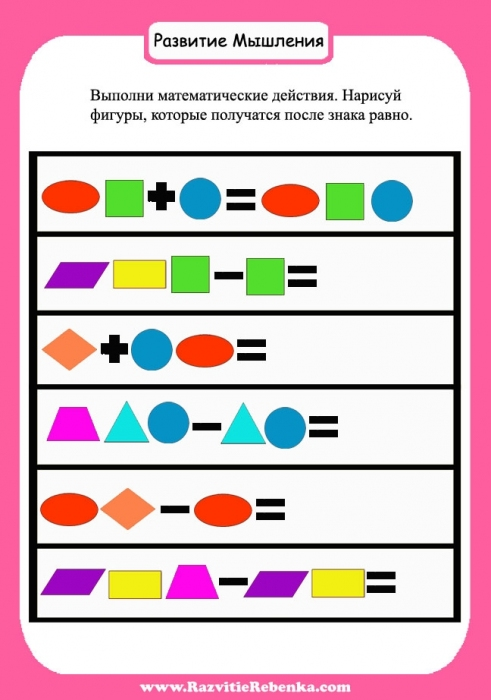 Развитие Мышления
Выполни математические действия. Нарисуй
фигуры, которые получатся после знака равно.
www.RazvitieRebenka.com